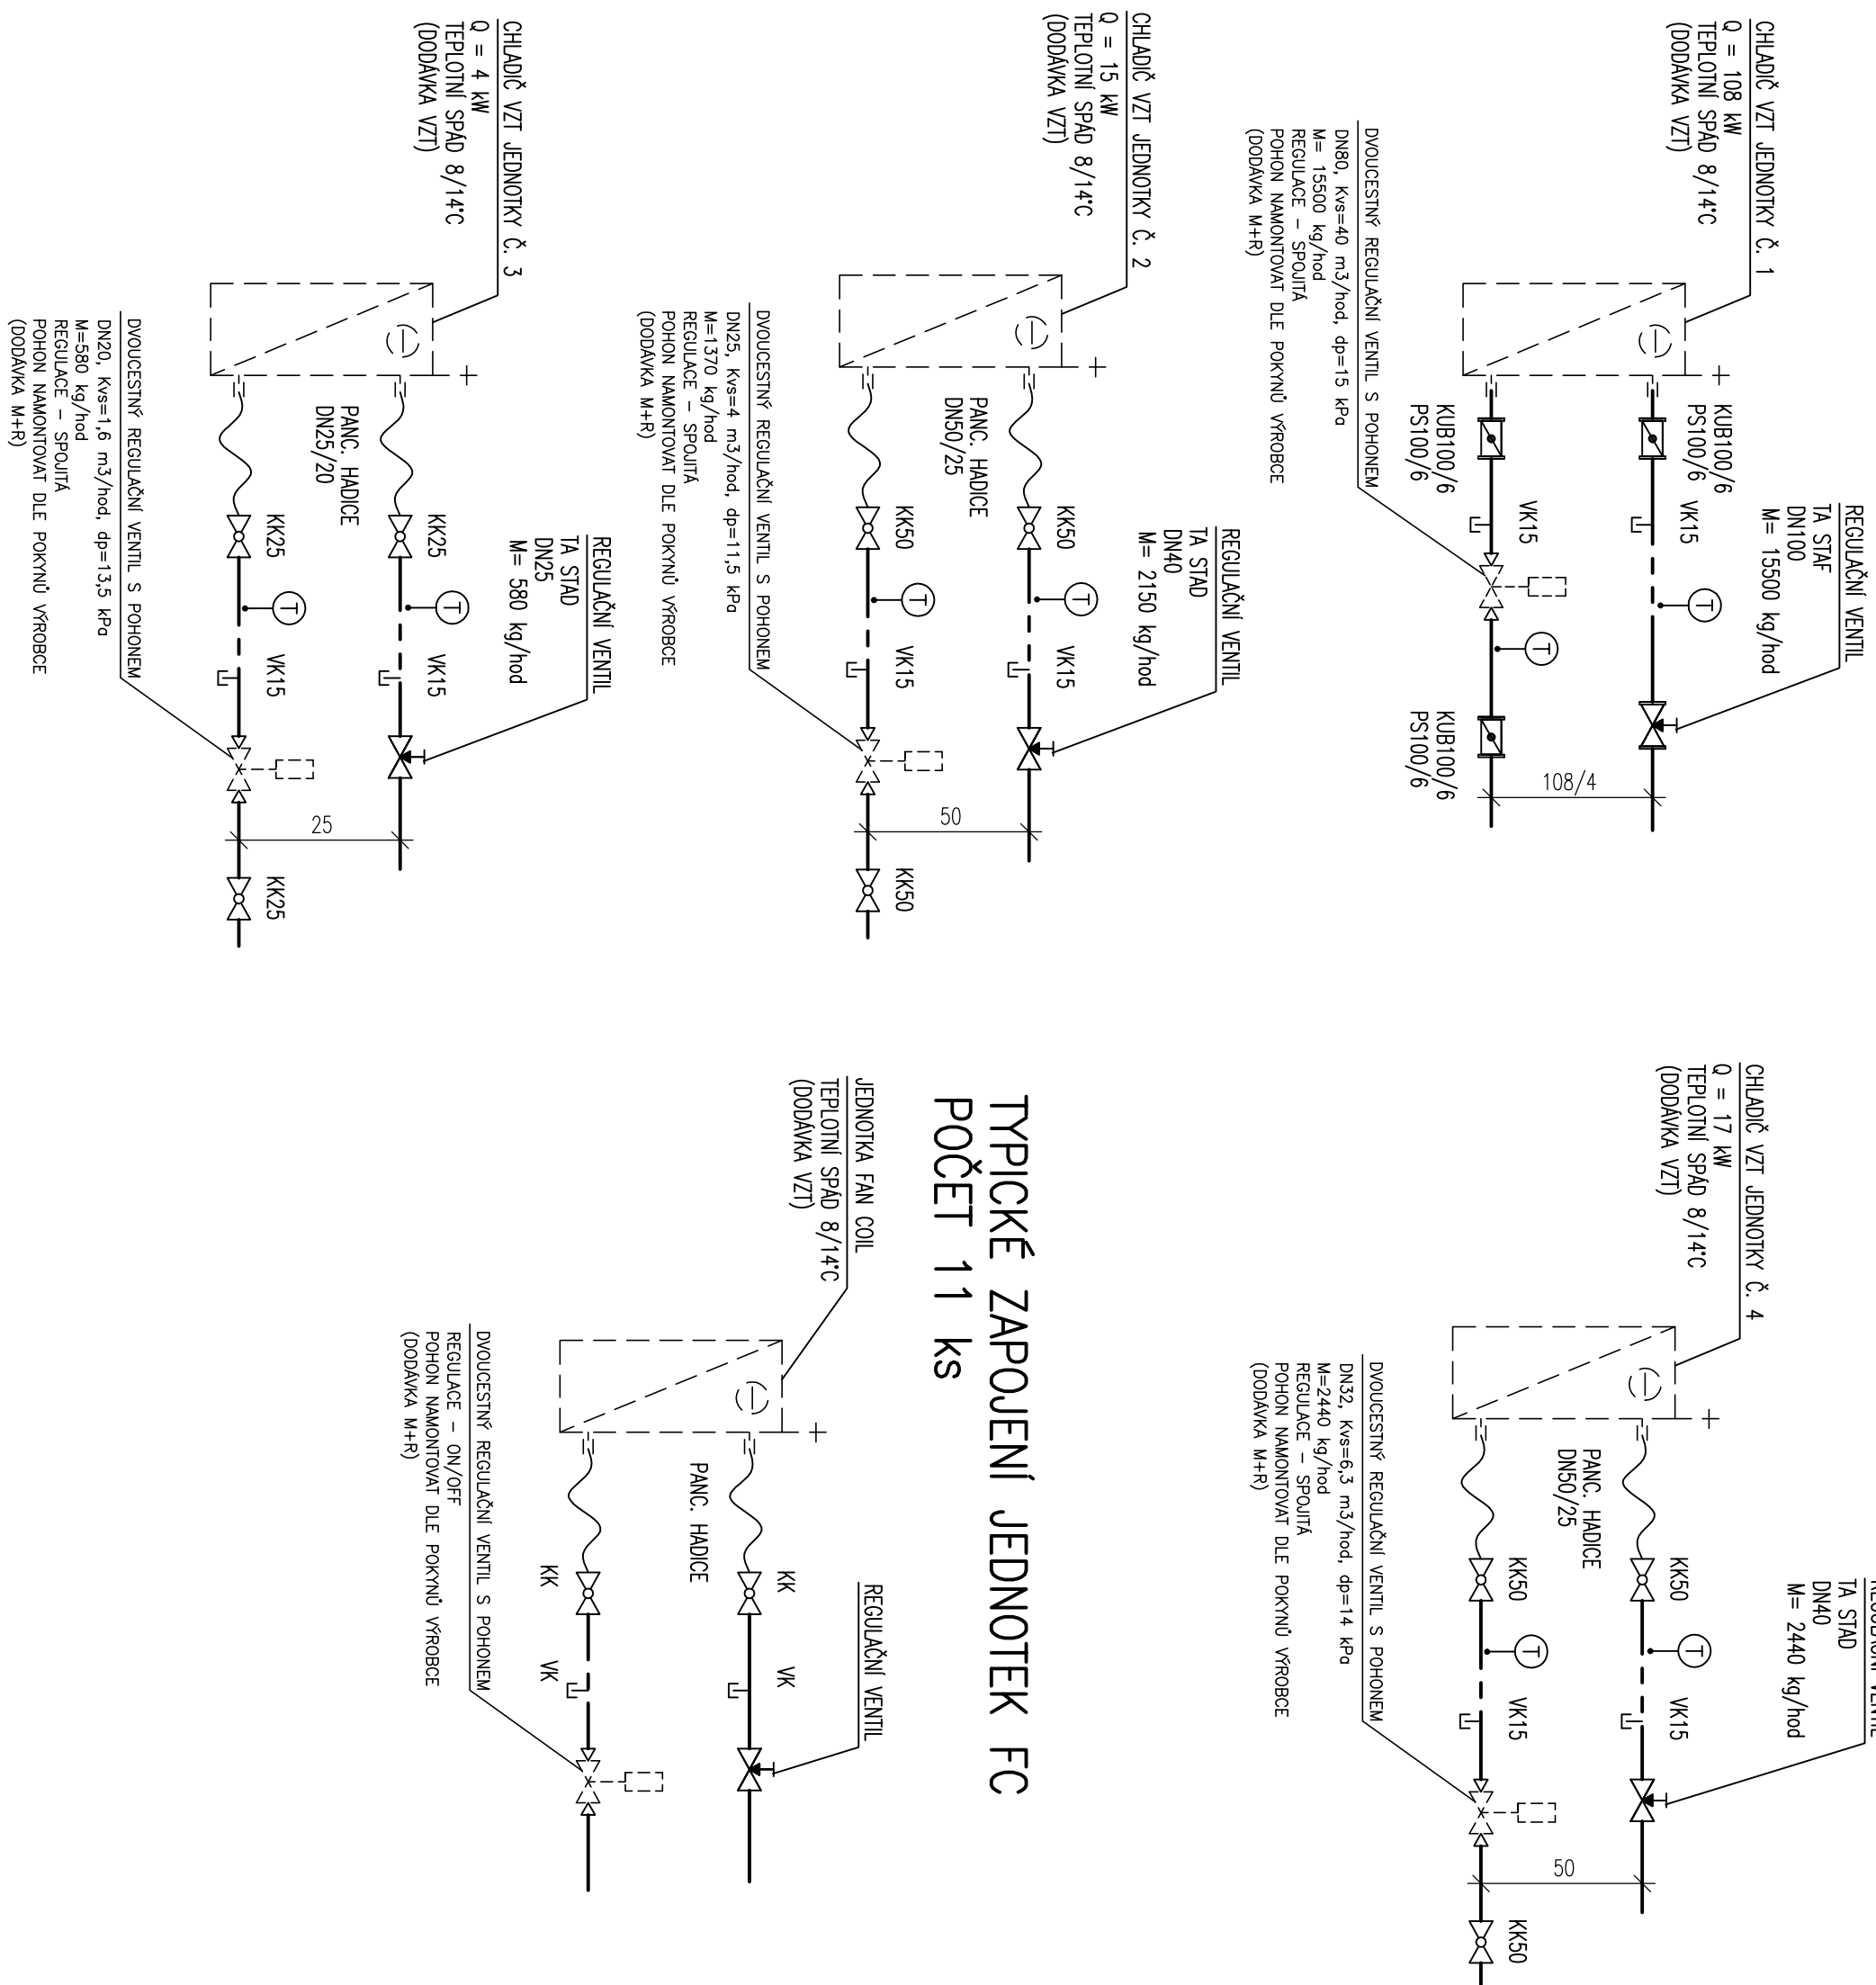 CHLADIČ VZT JEDNOTKY Č. 1
Q = 108 kW
TEPLOTNÍ SPÁD 8/14°C
(DODÁVKA VZT)
REGULAČNÍ VENTIL
TA STAF
DN100
M= 15500 kg/hod
KUB100/6
PS100/6
VK15
KUB100/6
PS100/6
VK15
KUB100/6
PS100/6
108/4
DVOUCESTNÝ REGULAČNÍ VENTIL S POHONEM
DN80, Kvs=40 m3/hod, dp=15 kPa
M= 15500 kg/hod
REGULACE – SPOJITÁ
POHON NAMONTOVAT DLE POKYNŮ VÝROBCE
(DODÁVKA M+R)
T
T
CHLADIČ VZT JEDNOTKY Č. 2
Q = 15 kW
TEPLOTNÍ SPÁD 8/14°C
(DODÁVKA VZT)
REGULAČNÍ VENTIL
TA STAD
DN40
M= 2150 kg/hod
KK50
VK15
PANC. HADICE
DN50/25
KK50
VK15
KK50
50
T
T
DVOUCESTNÝ REGULAČNÍ VENTIL S POHONEM
DN25, Kvs=4 m3/hod, dp=11,5 kPa
M=1370 kg/hod
REGULACE – SPOJITÁ
POHON NAMONTOVAT DLE POKYNŮ VÝROBCE
(DODÁVKA M+R)
CHLADIČ VZT JEDNOTKY Č. 3
Q = 4 kW
TEPLOTNÍ SPÁD 8/14°C
(DODÁVKA VZT)
REGULAČNÍ VENTIL
TA STAD
DN25
M= 580 kg/hod
KK25
VK15
PANC. HADICE
DN25/20
KK25
VK15
KK25
25
T
T
DVOUCESTNÝ REGULAČNÍ VENTIL S POHONEM
DN20, Kvs=1,6 m3/hod, dp=13,5 kPa
M=580 kg/hod
REGULACE – SPOJITÁ
POHON NAMONTOVAT DLE POKYNŮ VÝROBCE
(DODÁVKA M+R)
CHLADIČ VZT JEDNOTKY Č. 4
Q = 17 kW
TEPLOTNÍ SPÁD 8/14°C
(DODÁVKA VZT)
REGULAČNÍ VENTIL
TA STAD
DN40
M= 2440 kg/hod
KK50
VK15
PANC. HADICE
DN50/25
KK50
VK15
KK50
50
T
T
DVOUCESTNÝ REGULAČNÍ VENTIL S POHONEM
DN32, Kvs=6,3 m3/hod, dp=14 kPa
M=2440 kg/hod
REGULACE – SPOJITÁ
POHON NAMONTOVAT DLE POKYNŮ VÝROBCE
(DODÁVKA M+R)
TYPICKÉ ZAPOJENÍ JEDNOTEK FC
POČET 11 ks
JEDNOTKA FAN COIL
TEPLOTNÍ SPÁD 8/14°C
(DODÁVKA VZT)
REGULAČNÍ VENTIL
KK
VK
PANC. HADICE
KK
VK
DVOUCESTNÝ REGULAČNÍ VENTIL S POHONEM
REGULACE – ON/OFF
POHON NAMONTOVAT DLE POKYNŮ VÝROBCE
(DODÁVKA M+R)